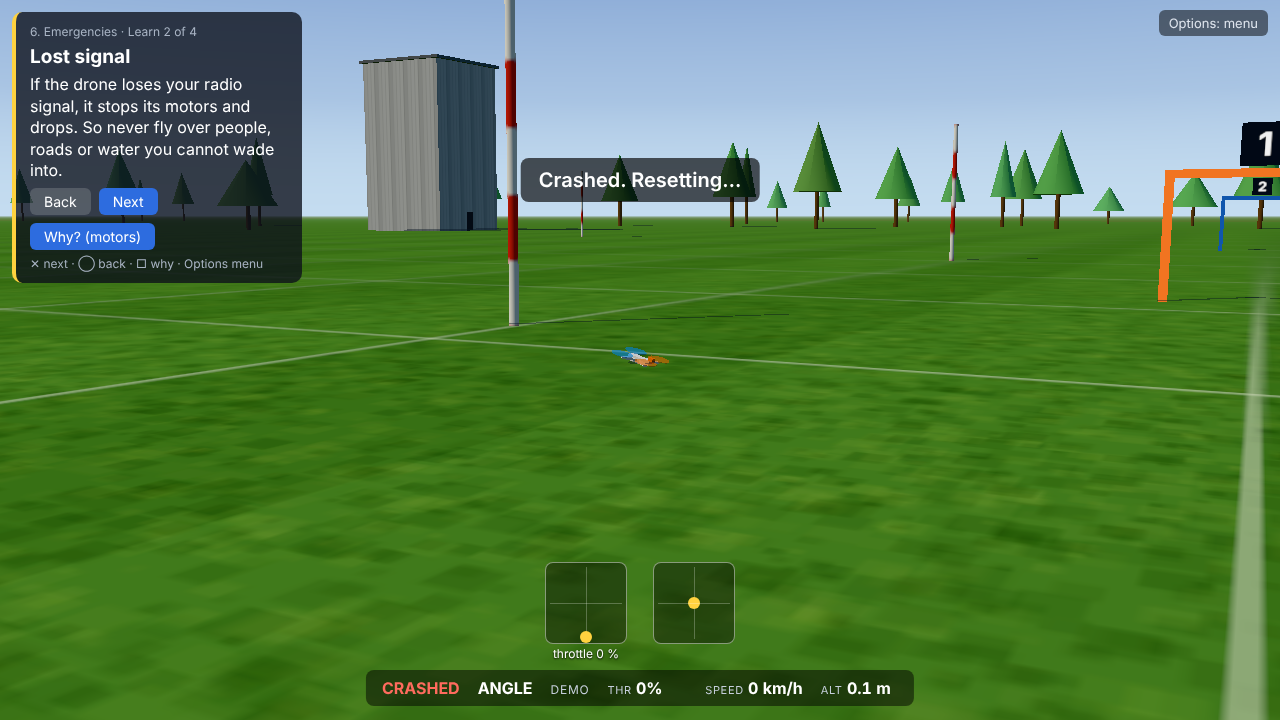 6. Emergencies · Learn 2 of 4
Lost signal
If the drone loses your radio
signal, it stops its motors and
drops. So never fly over people,
roads or water you cannot wade
into.
Back Next
Why? (motors)
✕ next · ◯ back · □ why · Options menu
Options: menu
Crashed. Resetting...
1
2
throttle 0 %
CRASHED ANGLE DEMO THR 0% SPEED 0 km/h ALT 0.1 m